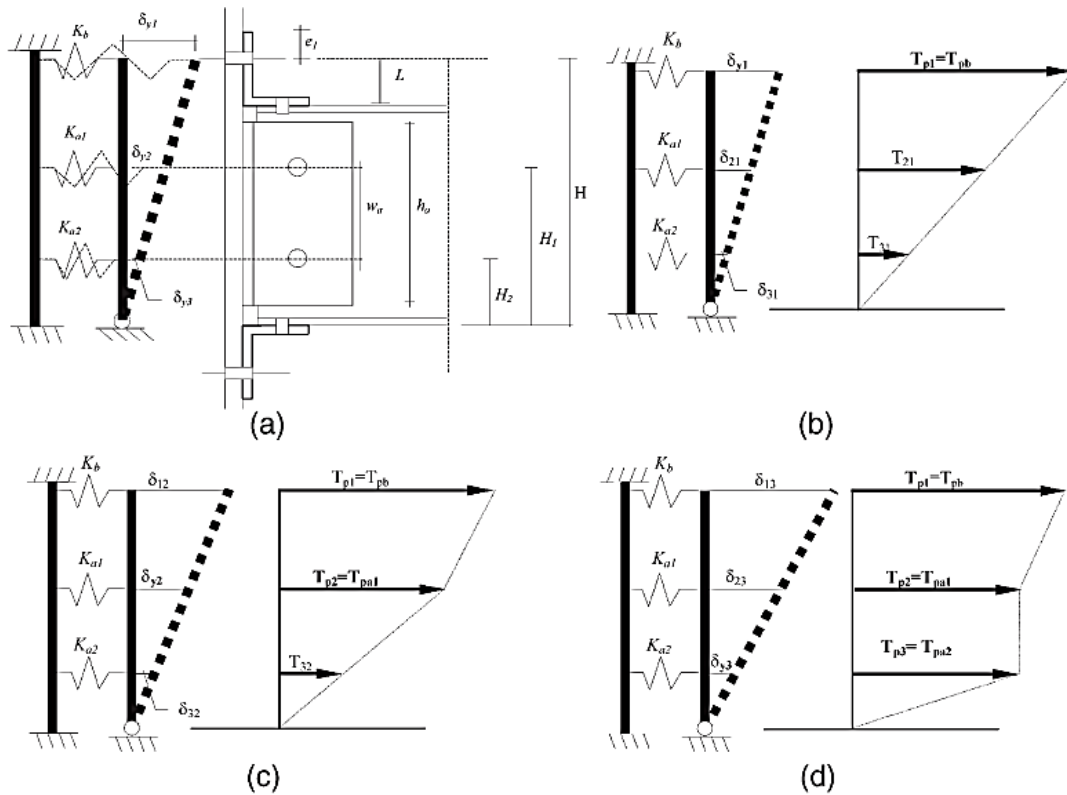 K_b
δ_y1
e_1
L
K_a1
δ_y2
w_a
h_a
H
H_1
K_a2
δ_y3
H_2
(a)
K_b
δ_y1
T_p1=T_pb
K_a1
δ_21
T_21
K_a2
T_31
δ_31
(b)
K_b
δ_12
T_p1=T_pb
K_a1
δ_y2
T_p2=T_pa1
K_a2
T_32
δ_32
(c)
K_b
δ_13
T_p1=T_pb
K_a1
δ_23
T_p2=T_pa1
K_a2
δ_y3
T_p3=T_pa2
(d)